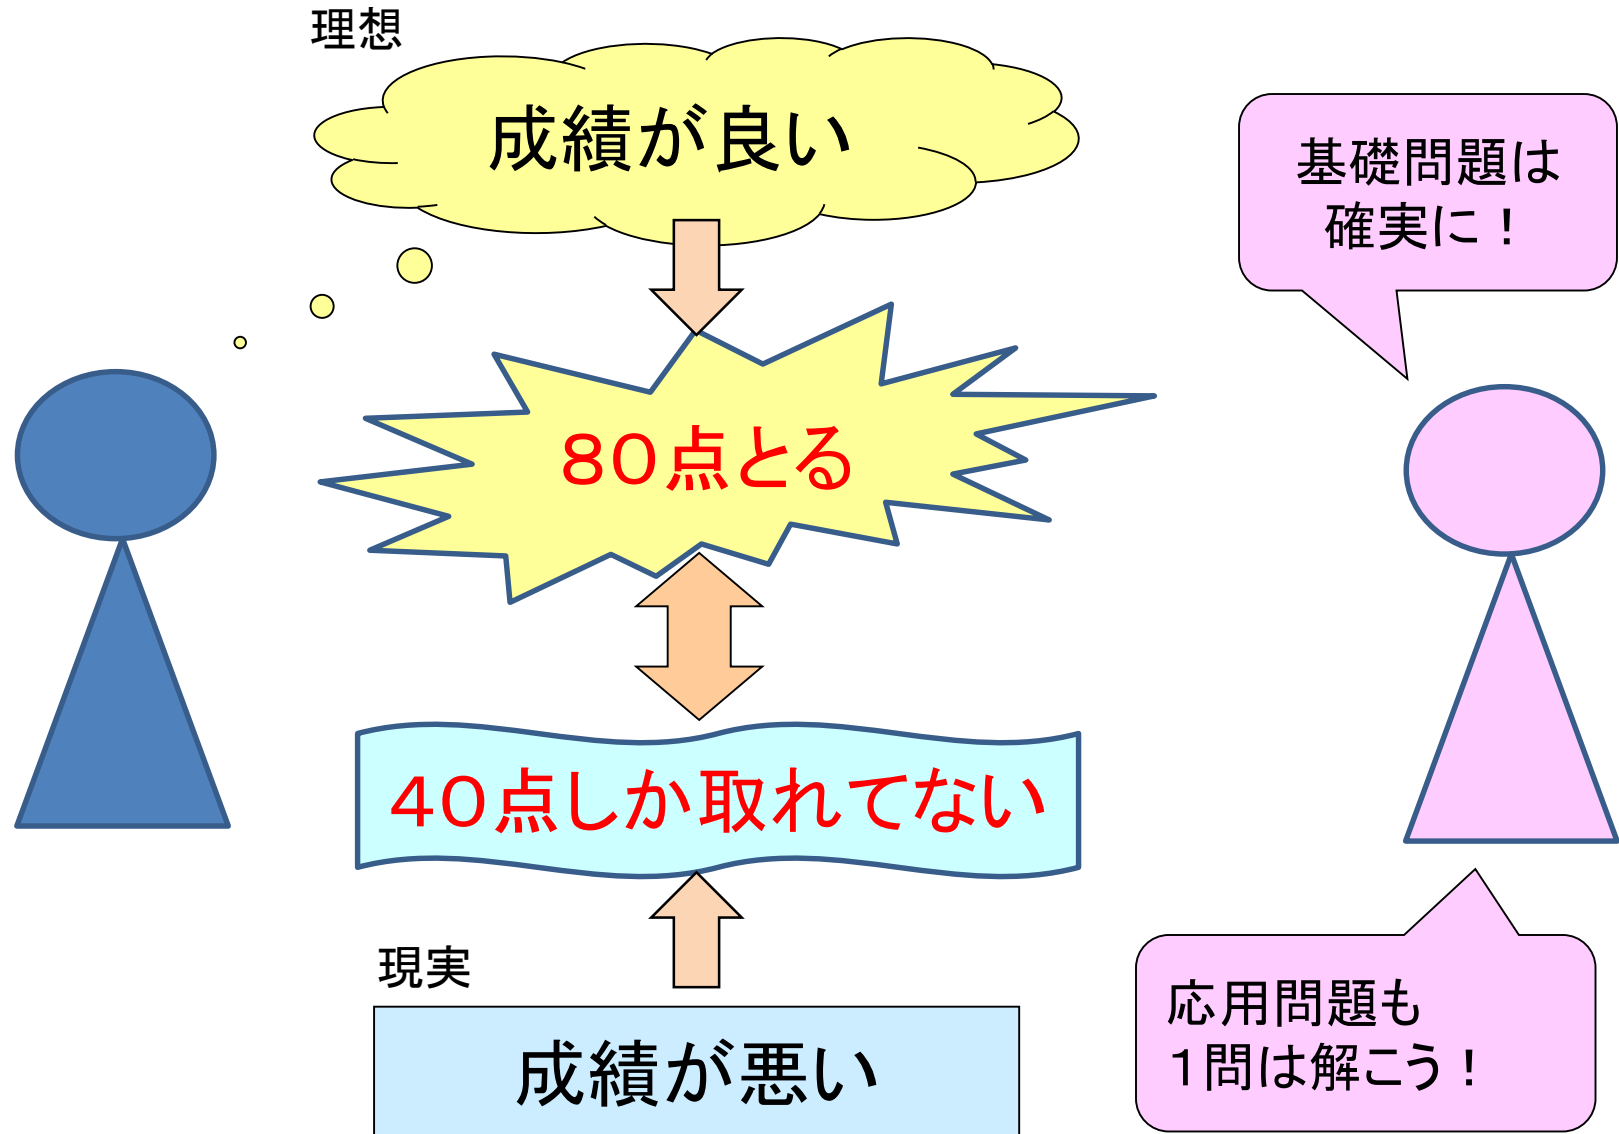 理想
成績が良い
基礎問題は
確実に！
８０点とる
４０点しか取れてない
現実
成績が悪い
応用問題も
１問は解こう！